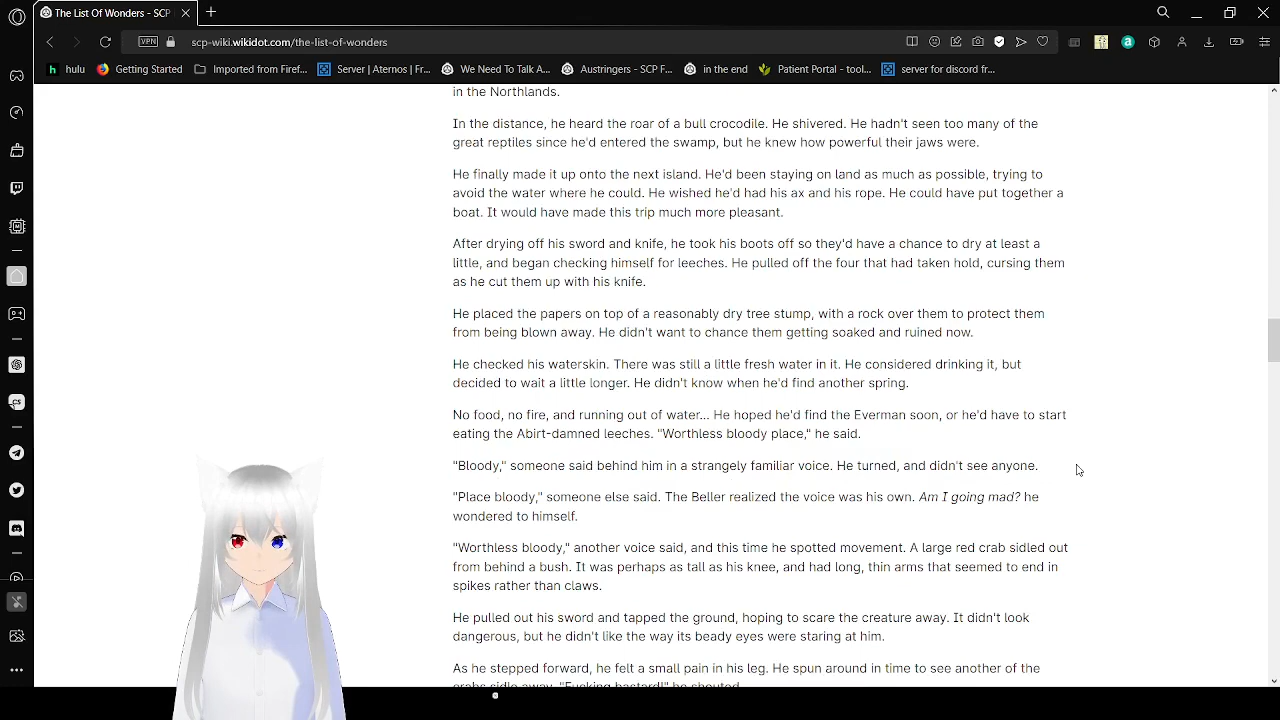 The List Of Wonders - SCP
VPN
scp-wiki.wikidot.com/the-list-of-wonders
hulu
Getting Started
Imported from Firef...
Server | Aternos | Fr...
We Need To Talk A...
Austringers - SCP F...
in the end
Patient Portal - tool...
server for discord fr...
in the Northlands.
In the distance, he heard the roar of a bull crocodile. He shivered. He hadn't seen too many of the
great reptiles since he'd entered the swamp, but he knew how powerful their jaws were.
He finally made it up onto the next island. He'd been staying on land as much as possible, trying to
avoid the water where he could. He wished he'd had his ax and his rope. He could have put together a
boat. It would have made this trip much more pleasant.
After drying off his sword and knife, he took his boots off so they'd have a chance to dry at least a
little, and began checking himself for leeches. He pulled off the four that had taken hold, cursing them
as he cut them up with his knife.
He placed the papers on top of a reasonably dry tree stump, with a rock over them to protect them
from being blown away. He didn't want to chance them getting soaked and ruined now.
He checked his waterskin. There was still a little fresh water in it. He considered drinking it, but
decided to wait a little longer. He didn't know when he'd find another spring.
No food, no fire, and running out of water... He hoped he'd find the Everman soon, or he'd have to start
eating the Abirt-damned leeches. "Worthless bloody place," he said.
"Bloody," someone said behind him in a strangely familiar voice. He turned, and didn't see anyone.
"Place bloody," someone else said. The Beller realized the voice was his own. Am I going mad? he
wondered to himself.
"Worthless bloody," another voice said, and this time he spotted movement. A large red crab sidled out
from behind a bush. It was perhaps as tall as his knee, and had long, thin arms that seemed to end in
spikes rather than claws.
He pulled out his sword and tapped the ground, hoping to scare the creature away. It didn't look
dangerous, but he didn't like the way its beady eyes were staring at him.
As he stepped forward, he felt a small pain in his leg. He spun around in time to see another of the
crabs sidle away. "Fucking bastard!" he shouted.